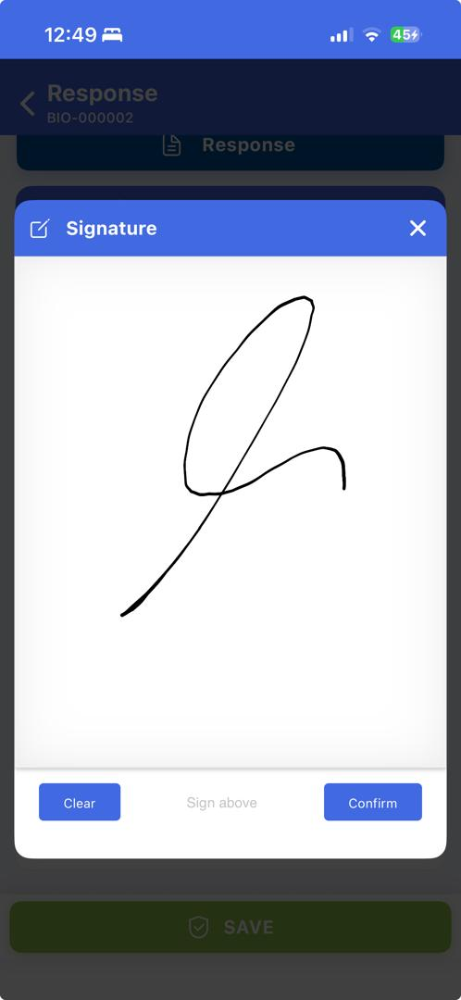 12:49
45
Response
BIO-000002
Response
Signature
Clear
Sign above
Confirm
SAVE